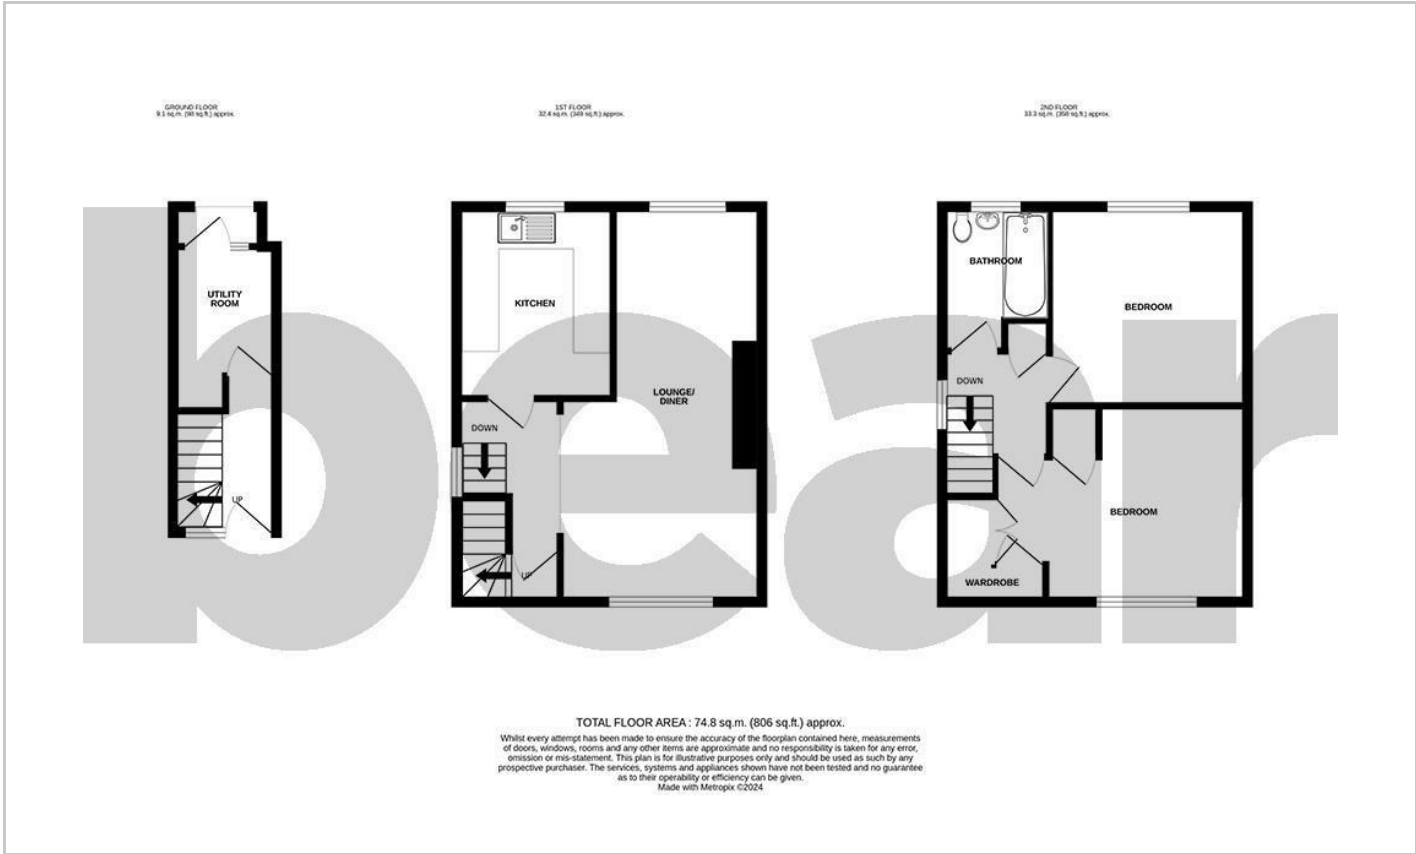 GROUND FLOOR
9.1 sq.m. (98 sq.ft.) approx.
1ST FLOOR
32.4 sq.m. (349 sq.ft.) approx.
2ND FLOOR
33.3 sq.m. (358 sq.ft.) approx.
UTILITY
ROOM
UP
KITCHEN
LOUNGE/
DINER
DOWN
UP
BATHROOM
BEDROOM
DOWN
BEDROOM
WARDROBE
bear
TOTAL FLOOR AREA : 74.8 sq.m. (806 sq.ft.) approx.
Whilst every attempt has been made to ensure the accuracy of the floorplan contained here, measurements
of doors, windows, rooms and any other items are approximate and no responsibility is taken for any error,
omission or mis-statement. This plan is for illustrative purposes only and should be used as such by any
prospective purchaser. The services, systems and appliances shown have not been tested and no guarantee
as to their operability or efficiency can be given.
Made with Metropix ©2024